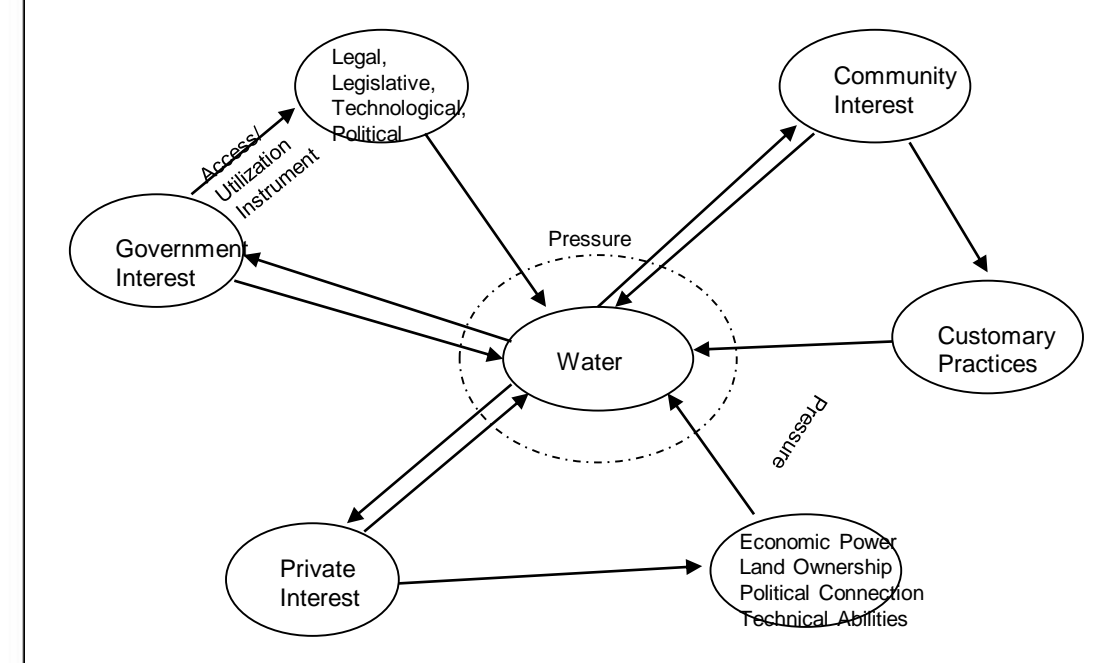 Legal,
Legislative,
Technological,
Political
Community
Interest
Access/
Utilization
Instrument
Government
Interest
Pressure
Water
Customary
Practices
Pressure
Private
Interest
Economic Power
Land Ownership
Political Connection
Technical Abilities